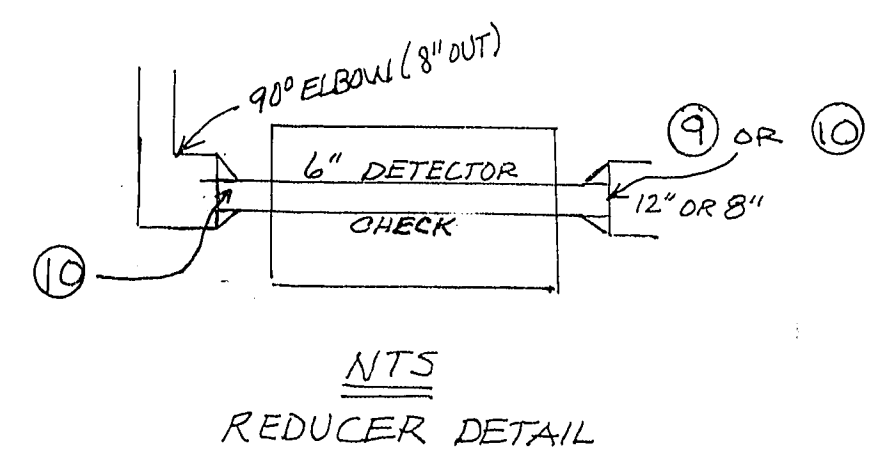 90° ELBOW (8" OUT)
9 OR 10
6" DETECTOR
12" OR 8"
CHECK
10
NTS
REDUCER DETAIL